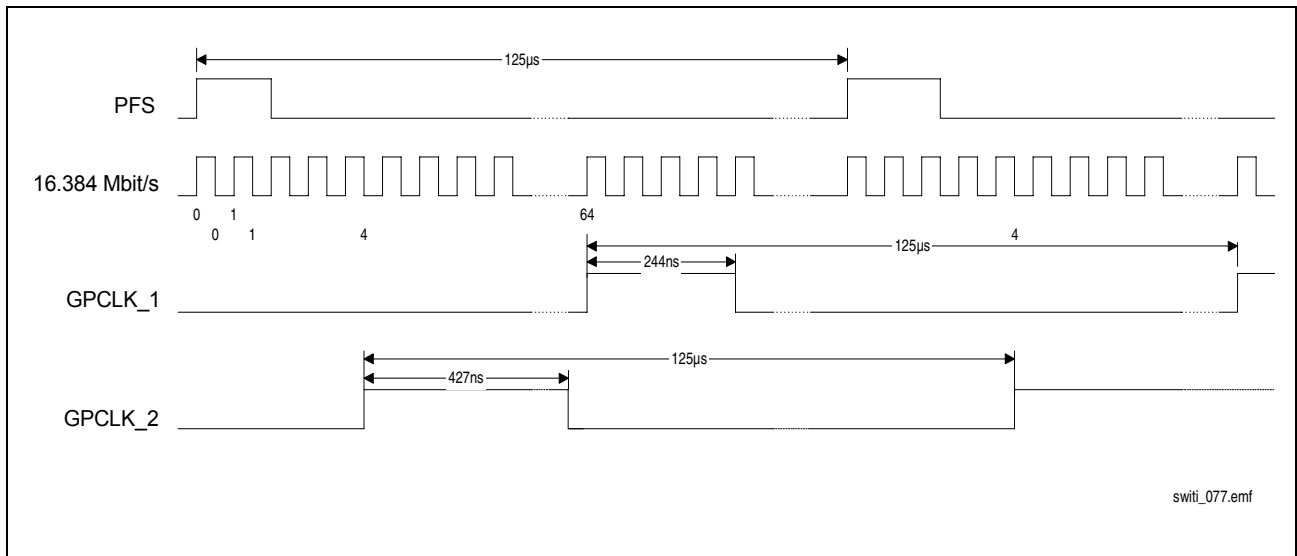 125µs
PFS
16.384 Mbit/s
0 1 64
0 1 4 4
125µs
244ns
GPCLK_1
125µs
427ns
GPCLK_2
switi_077.emf